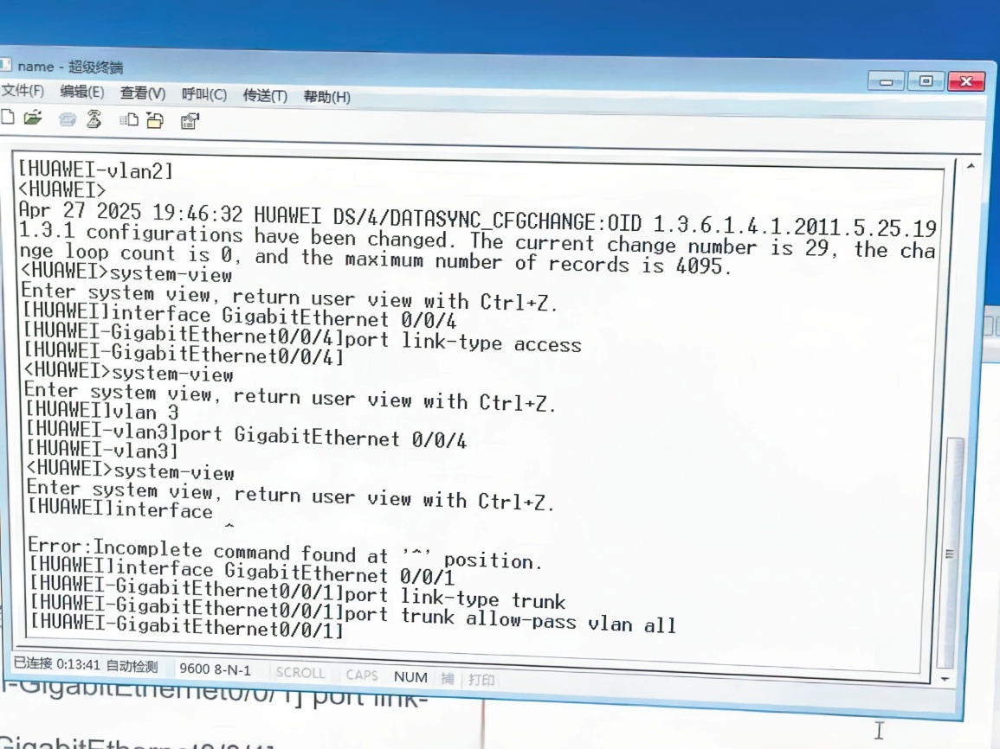 name - 超级终端
文件(F) 编辑(E) 查看(V) 呼叫(C) 传送(T) 帮助(H)
[HUAWEI-vlan2]
<HUAWEI>
Apr 27 2025 19:46:32 HUAWEI DS/4/DATASYNC_CFGCHANGE:OID 1.3.6.1.4.1.2011.5.25.19
1.3.1 configurations have been changed. The current change number is 29, the cha
nge loop count is 0, and the maximum number of records is 4095.
<HUAWEI>system-view
Enter system view, return user view with Ctrl+Z.
[HUAWEI]interface GigabitEthernet 0/0/4
[HUAWEI-GigabitEthernet0/0/4]port link-type access
[HUAWEI-GigabitEthernet0/0/4]
<HUAWEI>system-view
Enter system view, return user view with Ctrl+Z.
[HUAWEI]vlan 3
[HUAWEI-vlan3]port GigabitEthernet 0/0/4
[HUAWEI-vlan3]
<HUAWEI>system-view
Enter system view, return user view with Ctrl+Z.
[HUAWEI]interface
^
Error:Incomplete command found at '^' position.
[HUAWEI]interface GigabitEthernet 0/0/1
[HUAWEI-GigabitEthernet0/0/1]port link-type trunk
[HUAWEI-GigabitEthernet0/0/1]port trunk allow-pass vlan all
[HUAWEI-GigabitEthernet0/0/1]
已连接 0:13:41 自动检测 9600 8-N-1 SCROLL CAPS NUM 捕 打印
I-GigabitEthernet0/0/1] port link-